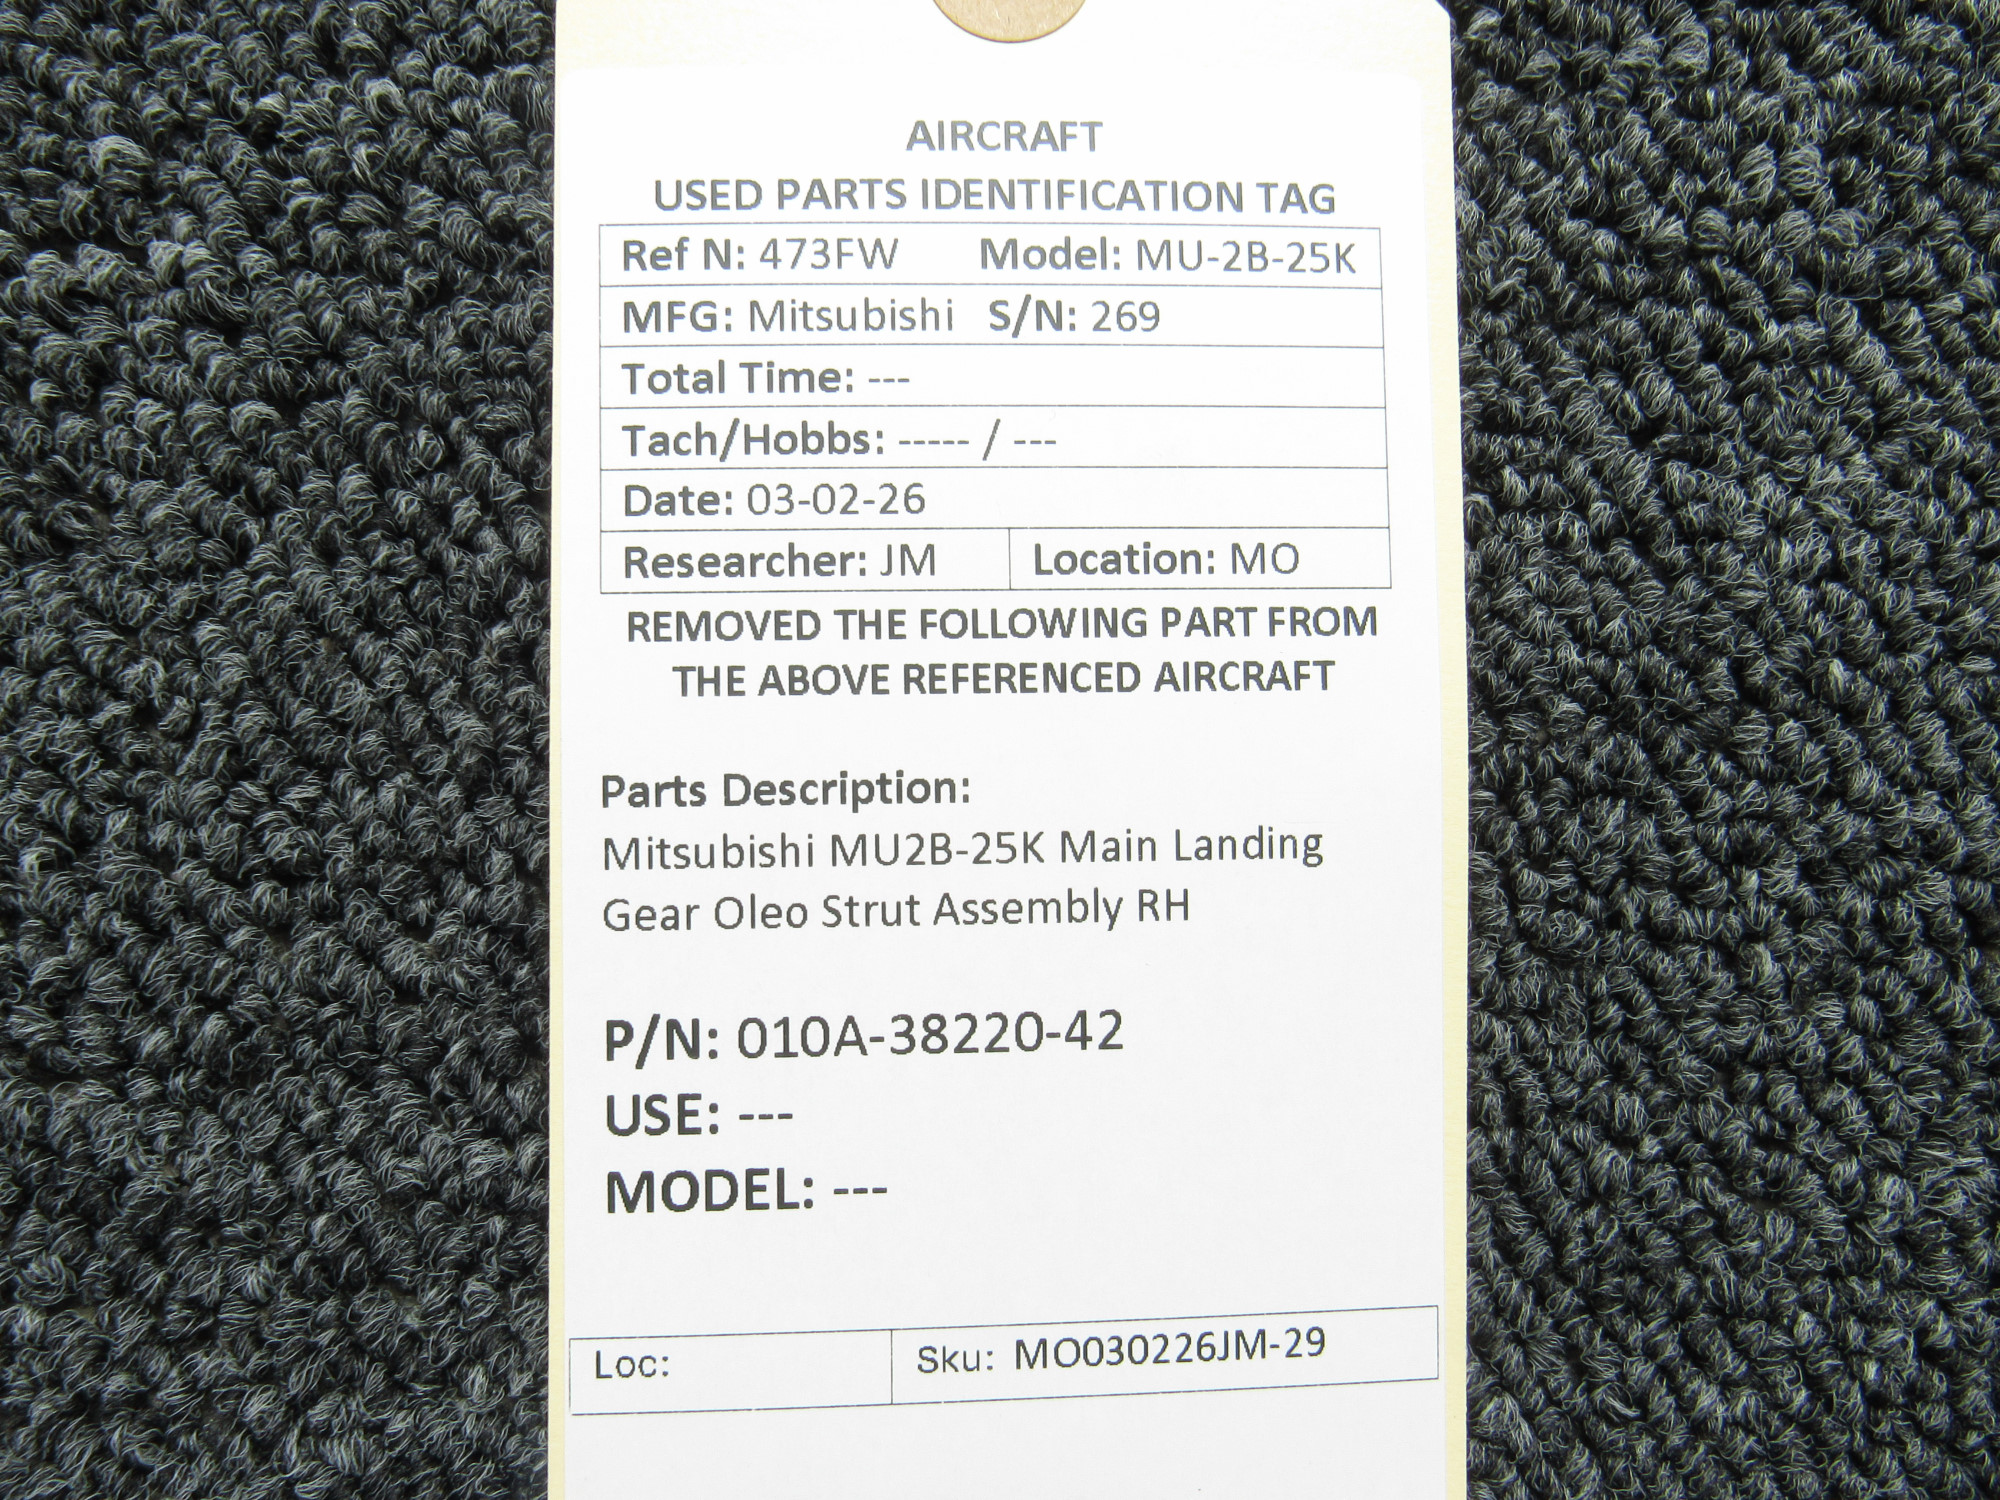 AIRCRAFT
USED PARTS IDENTIFICATION TAG
Ref N: 473FW Model: MU-2B-25K
MFG: Mitsubishi S/N: 269
Total Time: ---
Tach/Hobbs: ----- / ---
Date: 03-02-26
Researcher: JM Location: MO
REMOVED THE FOLLOWING PART FROM
THE ABOVE REFERENCED AIRCRAFT
Parts Description:
Mitsubishi MU2B-25K Main Landing
Gear Oleo Strut Assembly RH
P/N: 010A-38220-42
USE: ---
MODEL: ---
Loc: Sku: MO030226JM-29